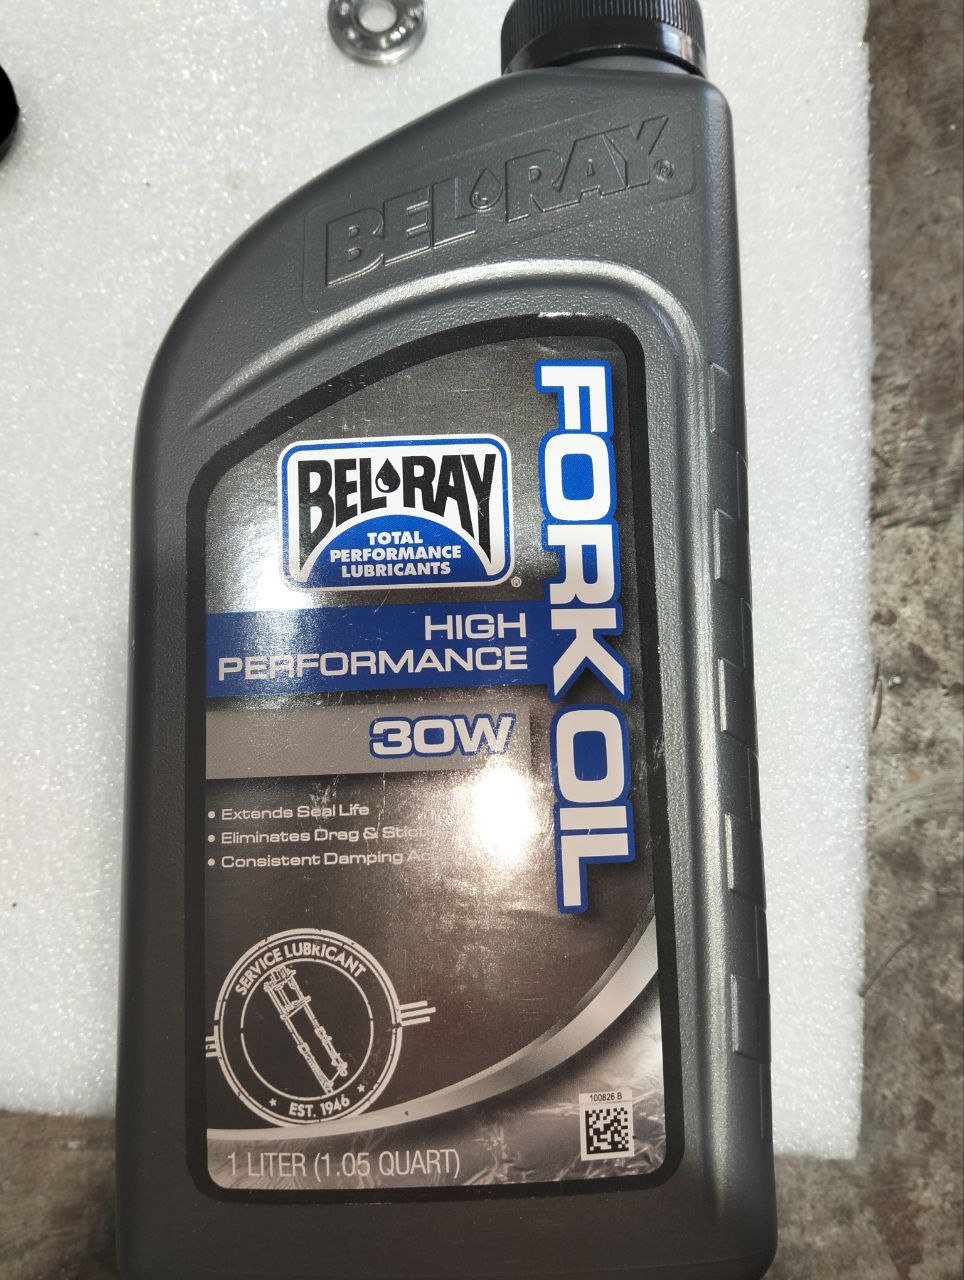 BEL RAY®
BEL RAY
TOTAL
PERFORMANCE
LUBRICANTS
®
FORK OIL
HIGH
PERFORMANCE
30W
• Extends Seal Life
• Eliminates Drag &
• Consistent Damping
SERVICE LUBRICANT
EST. 1946
100826 B
1 LITER (1.05 QUART)